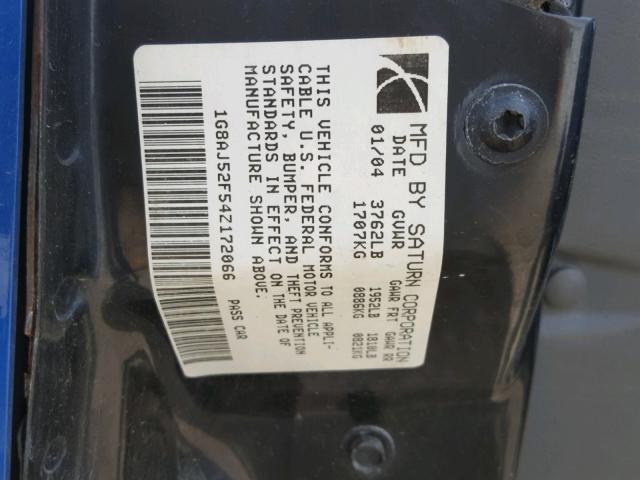 MFD BY SATURN CORPORATION
DATE GVWR GAWR FRT GAWR RR
01/04 3762LB 1952LB 1810LB
1707KG 0886KG 0821KG
THIS VEHICLE CONFORMS TO ALL APPLI-
CABLE U.S. FEDERAL MOTOR VEHICLE
SAFETY, BUMPER, AND THEFT PREVENTION
STANDARDS IN EFFECT ON THE DATE OF
MANUFACTURE SHOWN ABOVE.
1G8AJ52F54Z172066 PASS CAR